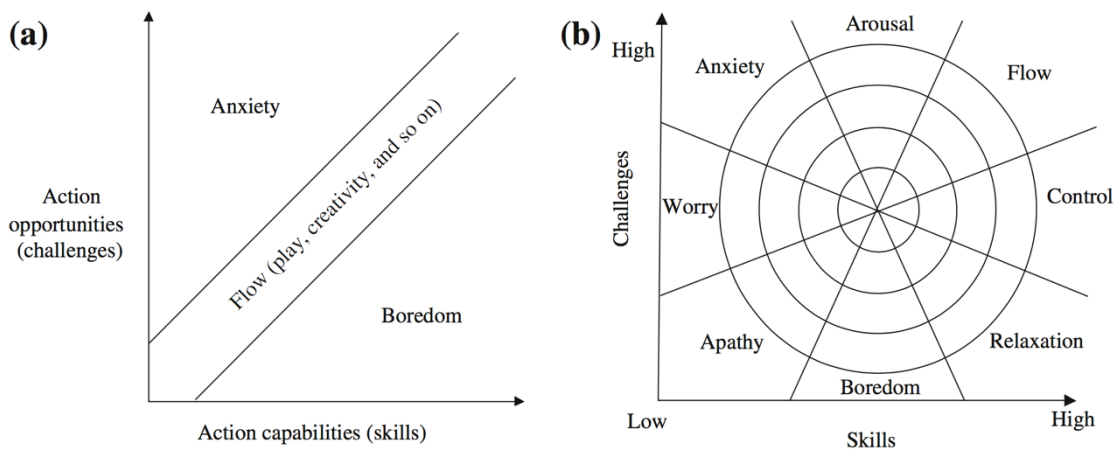 (a)
Anxiety
Flow (play, creativity, and so on)
Boredom
Action
opportunities
(challenges)
Action capabilities (skills)
(b)
High
Anxiety
Arousal
Flow
Challenges
Worry
Control
Apathy
Boredom
Relaxation
Low
High
Skills